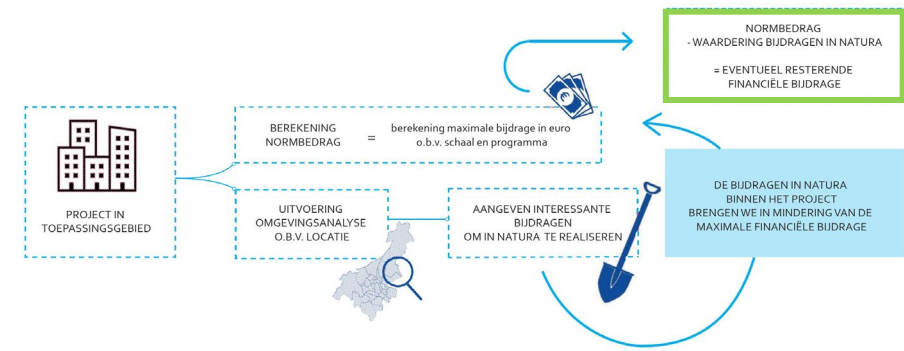 PROJECT IN
TOEPASSINGSGEBIED
BEREKENING
NORMBEDRAG
=
berekening maximale bijdrage in euro
o.b.v. schaal en programma
€
UITVOERING
OMGEVINGSANALYSE
O.B.V. LOCATIE
AANGEVEN INTERESSANTE
BIJDRAGEN
OM IN NATURA TE REALISEREN
DE BIJDRAGEN IN NATURA
BINNEN HET PROJECT
BRENGEN WE IN MINDERING VAN DE
MAXIMALE FINANCIËLE BIJDRAGE
NORMBEDRAG
- WAARDERING BIJDRAGEN IN NATURA
= EVENTUEEL RESTERENDE
FINANCIËLE BIJDRAGE